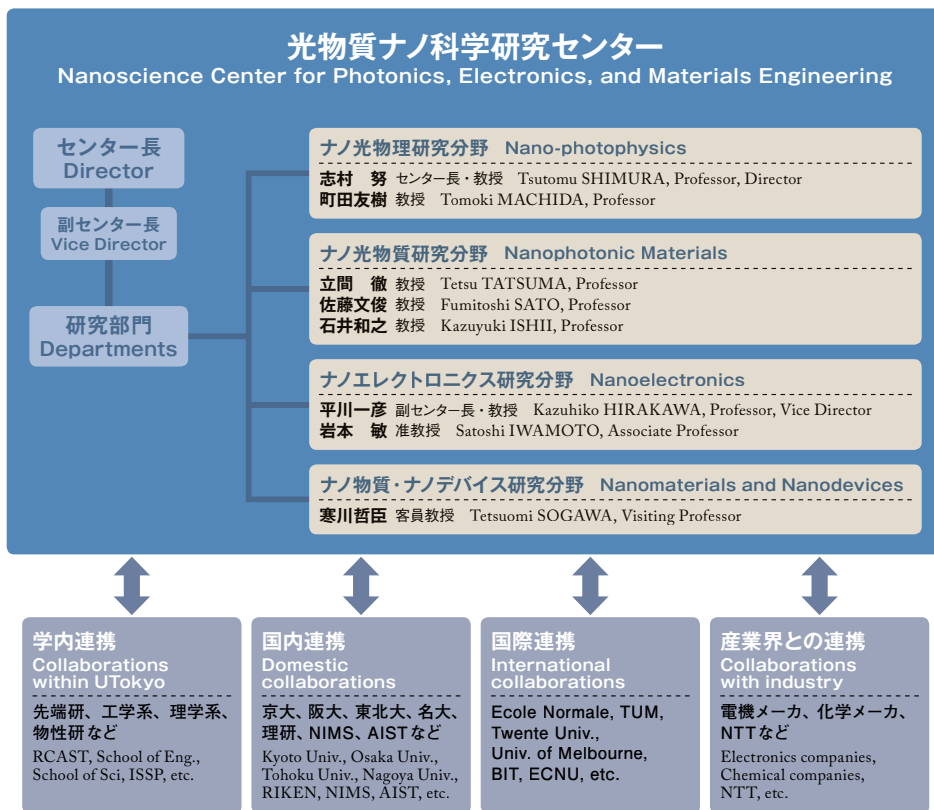 光物質ナノ科学研究センター
Nanoscience Center for Photonics, Electronics, and Materials Engineering
センター長
Director
副センター長
Vice Director
研究部門
Departments
ナノ光物理研究分野 Nano-photophysics
志村 努 センター長・教授 Tsutomu SHIMURA, Professor, Director
町田友樹 教授 Tomoki MACHIDA, Professor
ナノ光物質研究分野 Nanophotonic Materials
立間 徹 教授 Tetsu TATSUMA, Professor
佐藤文俊 教授 Fumitoshi SATO, Professor
石井和之 教授 Kazuyuki ISHII, Professor
ナノエレクトロニクス研究分野 Nanoelectronics
平川一彦 副センター長・教授 Kazuhiko HIRAKAWA, Professor, Vice Director
岩本 敏 准教授 Satoshi IWAMOTO, Associate Professor
ナノ物質・ナノデバイス研究分野 Nanomaterials and Nanodevices
寒川哲臣 客員教授 Tetsuomi SOGAWA, Visiting Professor
学内連携
Collaborations
within UTokyo
先端研、工学系、理学系、
物性研など
RCAST, School of Eng.,
School of Sci, ISSP, etc.
国内連携
Domestic
collaborations
京大、阪大、東北大、名大、
理研、NIMS、AISTなど
Kyoto Univ., Osaka Univ.,
Tohoku Univ., Nagoya Univ.,
RIKEN, NIMS, AIST, etc.
国際連携
International
collaborations
Ecole Normale, TUM,
Twente Univ.,
Univ. of Melbourne,
BIT, ECNU, etc.
産業界との連携
Collaborations
with industry
電機メーカ、化学メーカ、
NTTなど
Electronics companies,
Chemical companies,
NTT, etc.